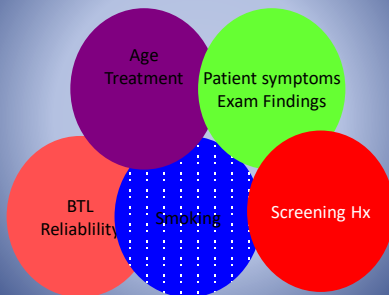 Age
Treatment
Patient symptoms
Exam Findings
BTL
Reliablility
Smoking
Screening Hx